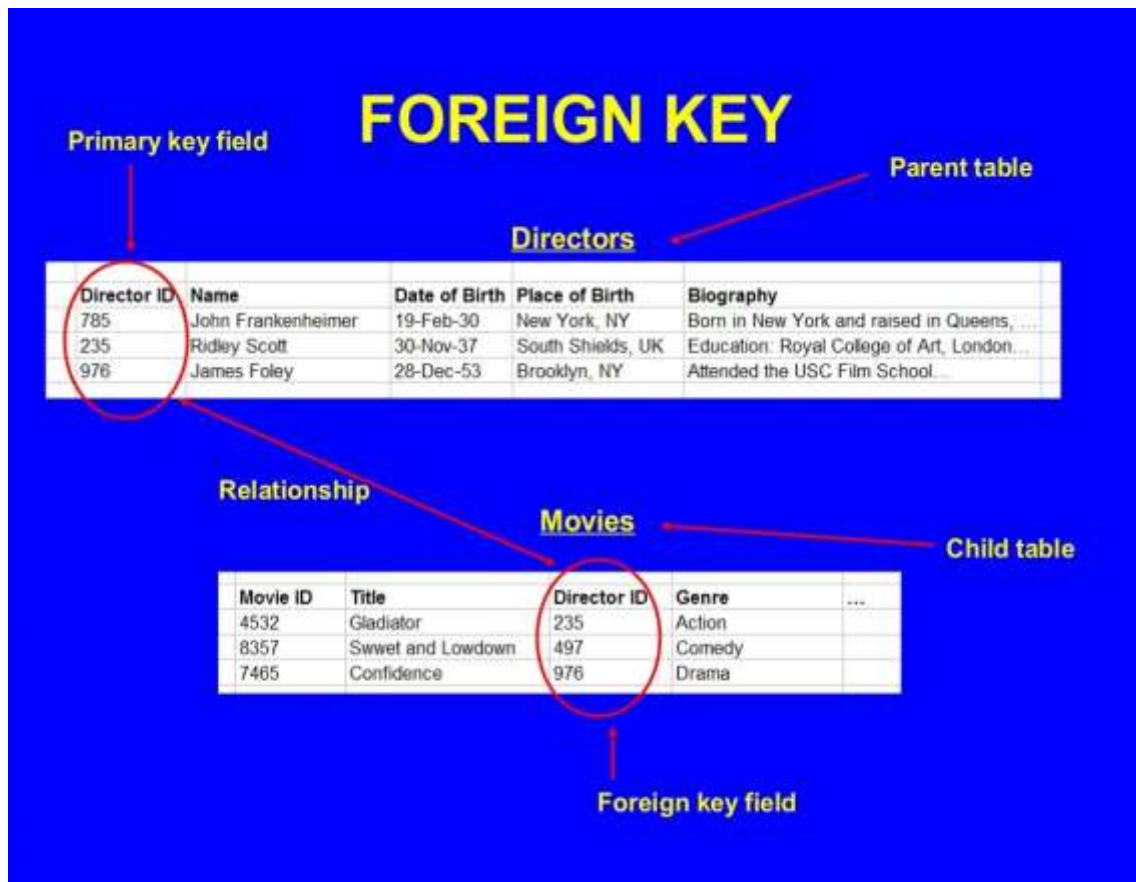 FOREIGN KEY
Primary key field
Parent table
Directors
Director ID Name Date of Birth Place of Birth Biography
785 John Frankenheimer 19-Feb-30 New York, NY Born in New York and raised in Queens, ...
235 Ridley Scott 30-Nov-37 South Shields, UK Education: Royal College of Art, London...
976 James Foley 28-Dec-53 Brooklyn, NY Attended the USC Film School...
Relationship
Movies
Child table
Movie ID Title Director ID Genre ...
4532 Gladiator 235 Action
8357 Swwet and Lowdown 497 Comedy
7465 Confidence 976 Drama
Foreign key field